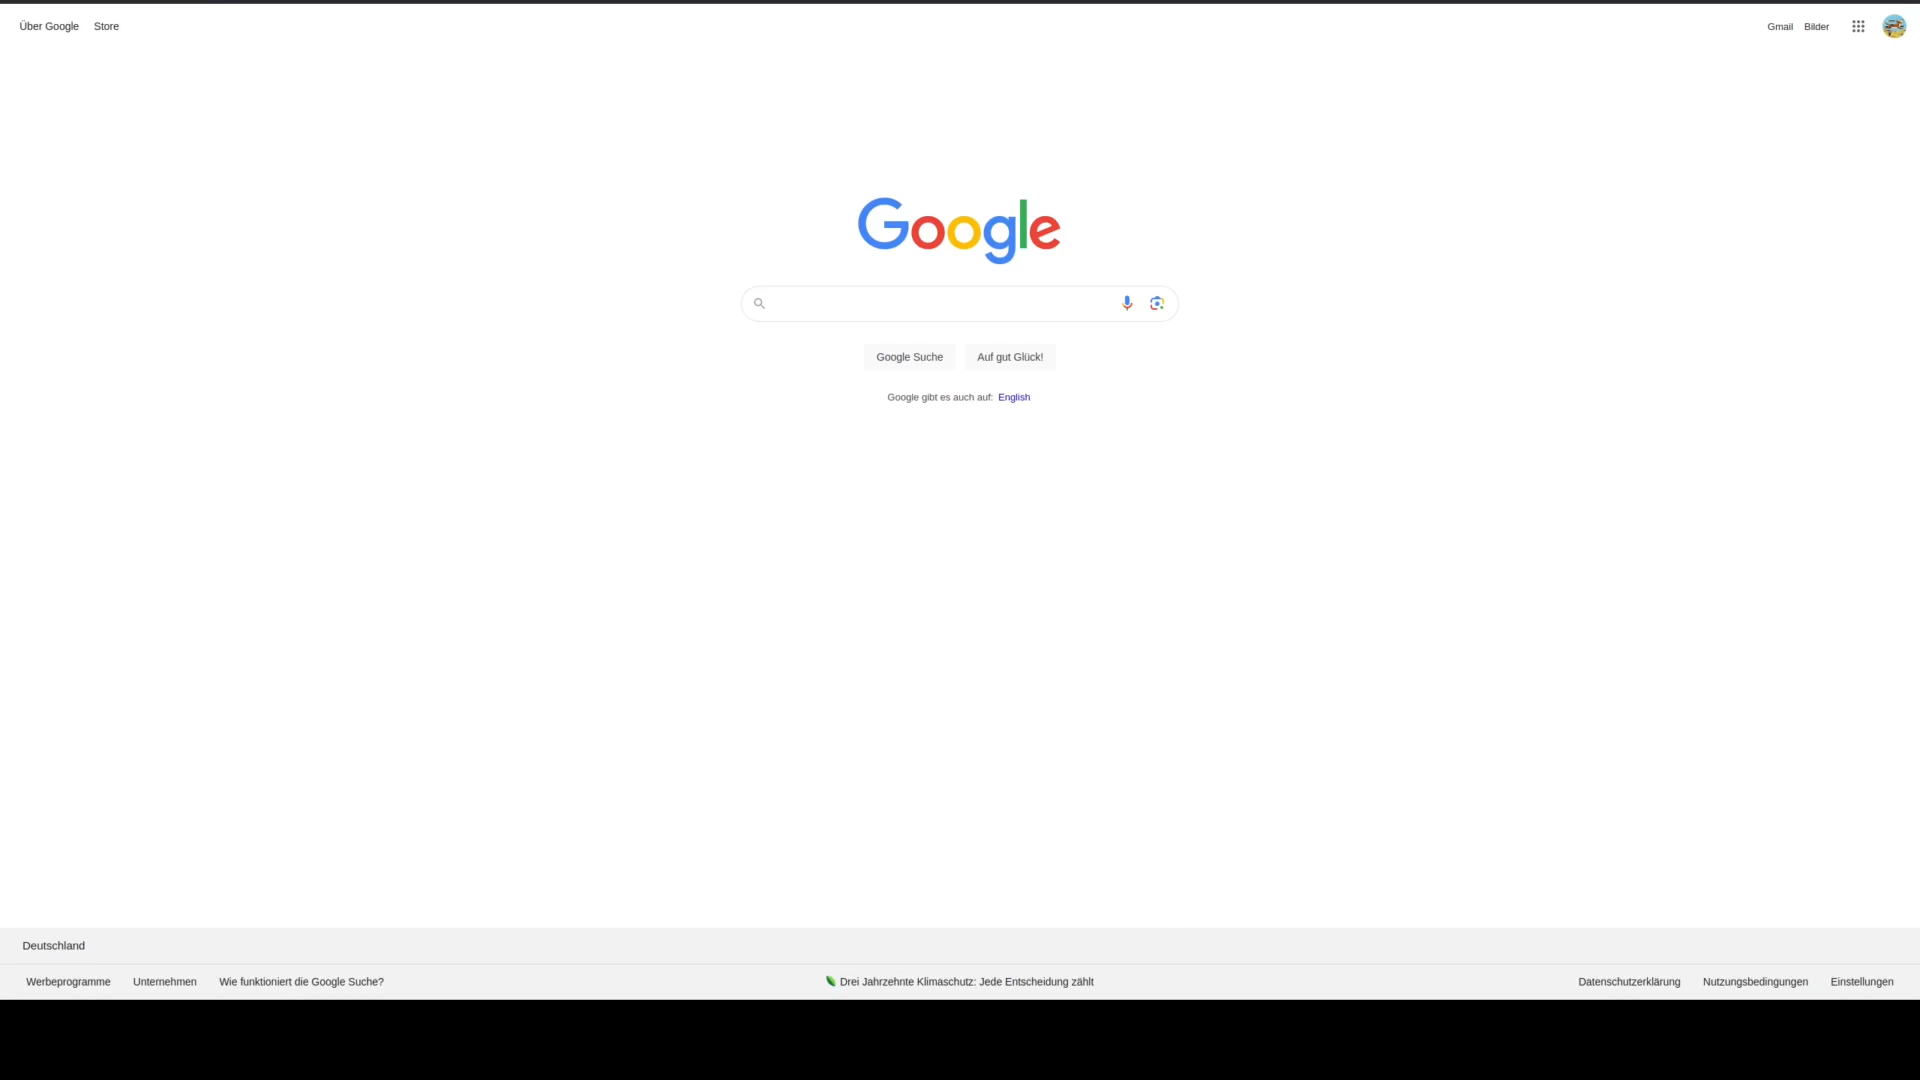 Über Google Store
Gmail Bilder
Google
Google Suche Auf gut Glück!
Google gibt es auch auf: English
Deutschland
Werbeprogramme Unternehmen Wie funktioniert die Google Suche? Drei Jahrzehnte Klimaschutz: Jede Entscheidung zählt Datenschutzerklärung Nutzungsbedingungen Einstellungen